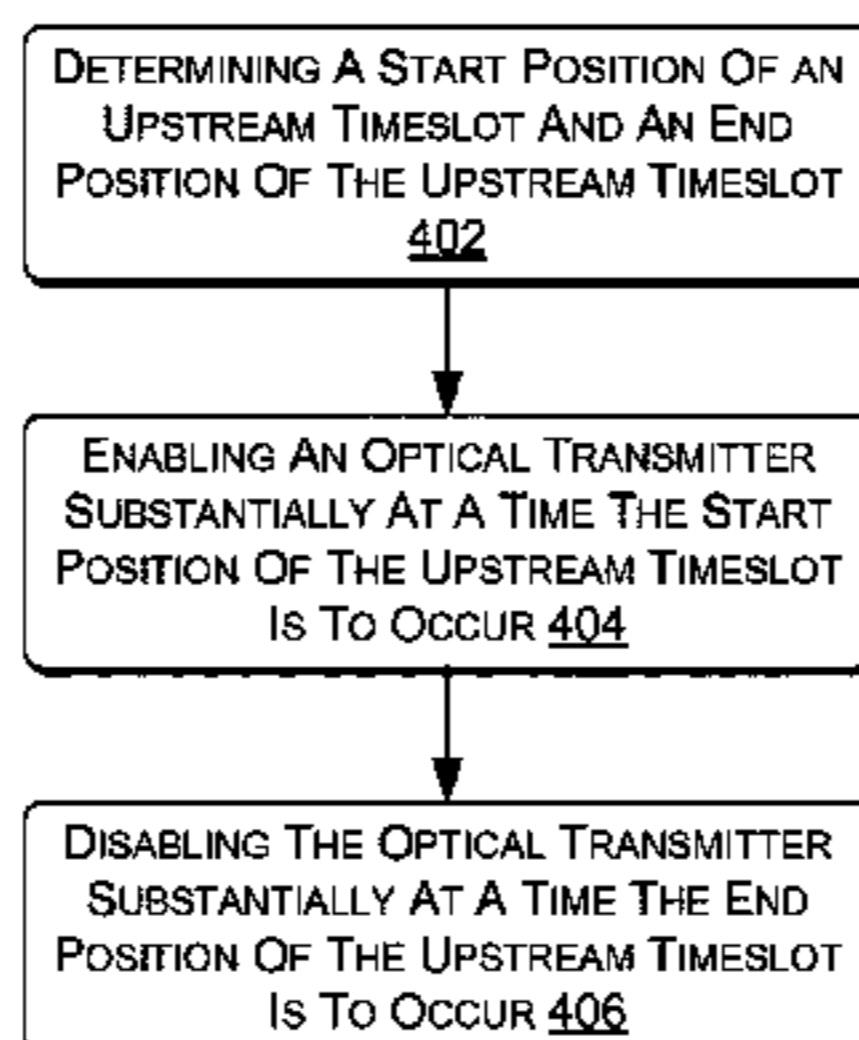 DETERMINING A START POSITION OF AN
UPSTREAM TIMESLOT AND AN END
POSITION OF THE UPSTREAM TIMESLOT
402
ENABLING AN OPTICAL TRANSMITTER
SUBSTANTIALLY AT A TIME THE START
POSITION OF THE UPSTREAM TIMESLOT
IS TO OCCUR 404
DISABLING THE OPTICAL TRANSMITTER
SUBSTANTIALLY AT A TIME THE END
POSITION OF THE UPSTREAM TIMESLOT
IS TO OCCUR 406